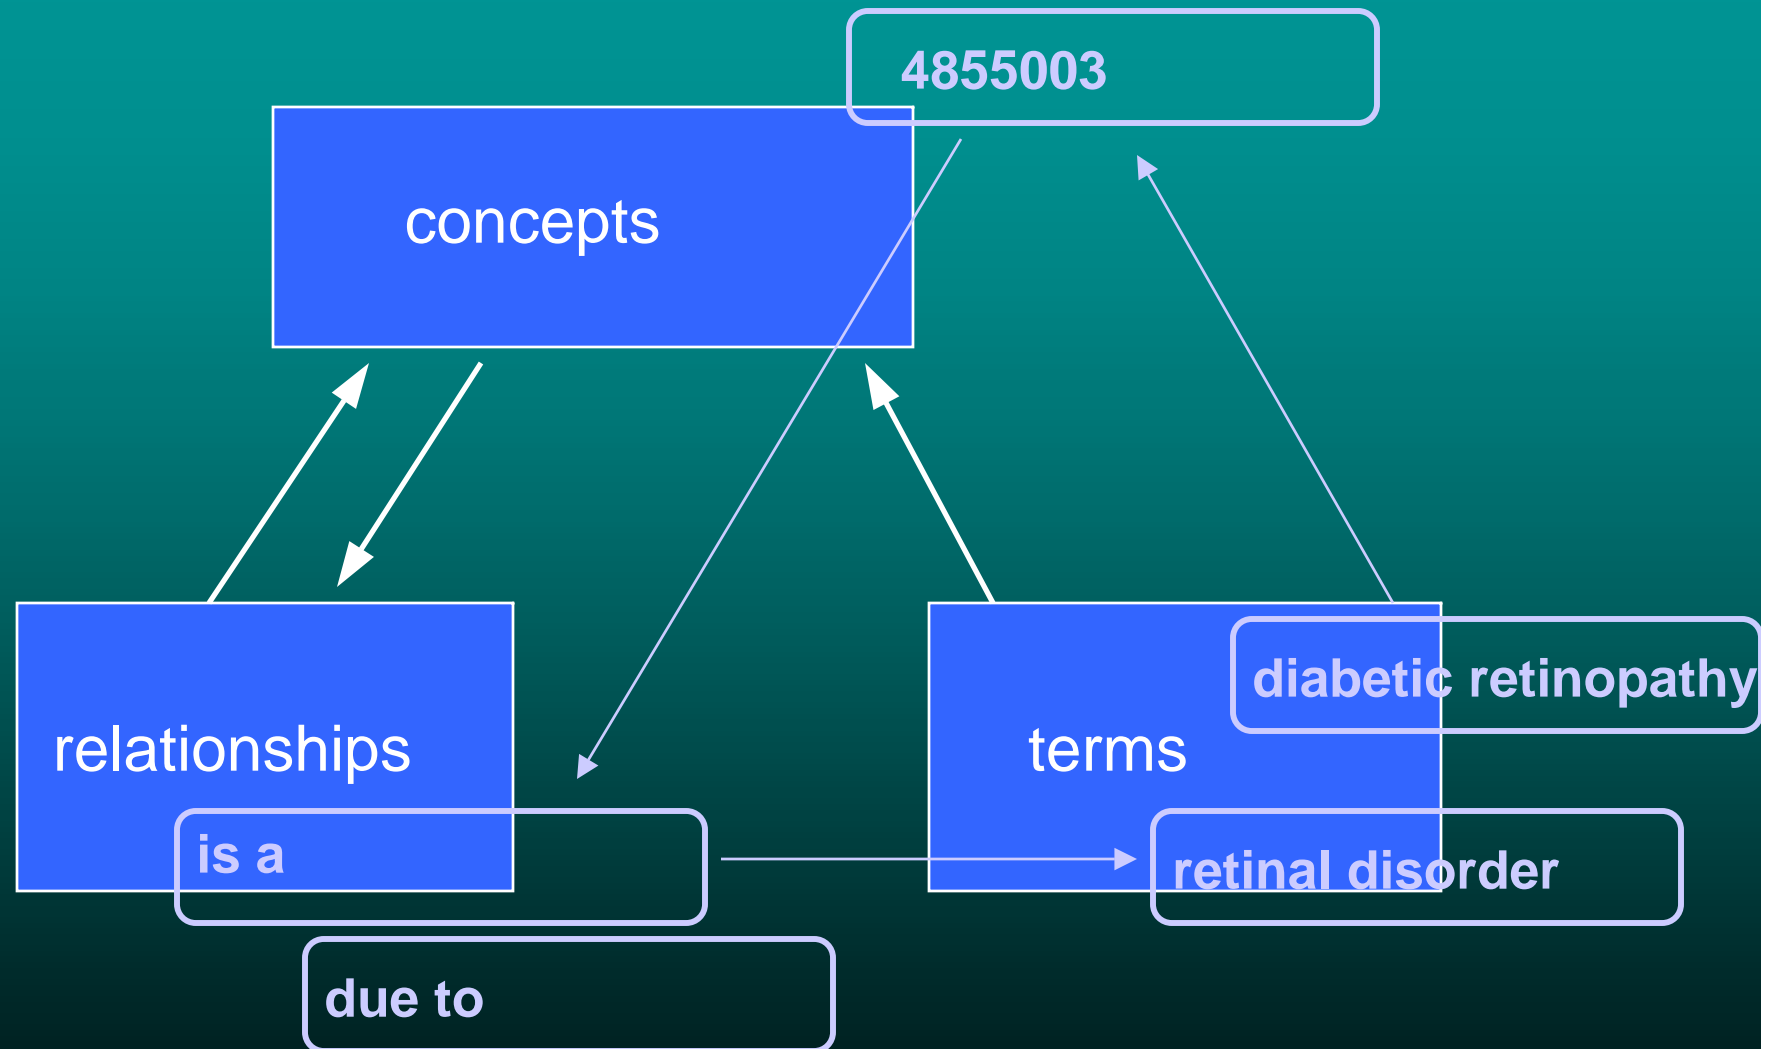 4855003
concepts
diabetic retinopathy
relationships
terms
is a
retinal disorder
due to